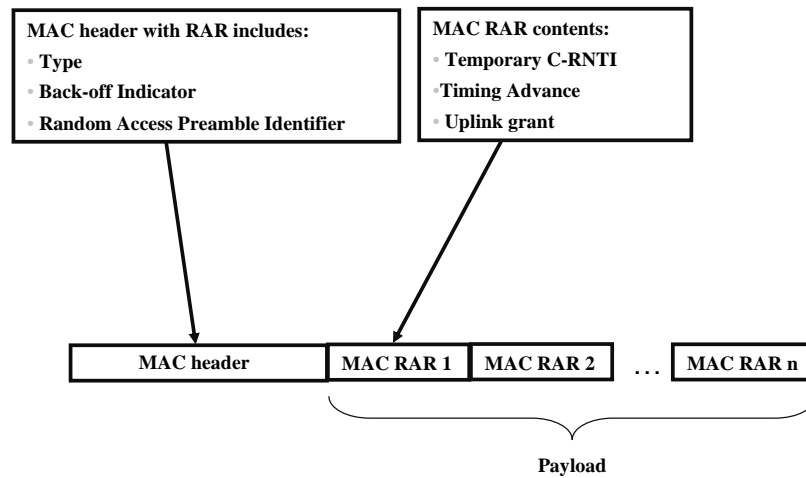 MAC header with RAR includes:
• Type
• Back-off Indicator
• Random Access Preamble Identifier
MAC RAR contents:
• Temporary C-RNTI
•Timing Advance
• Uplink grant
MAC header MAC RAR 1 MAC RAR 2 ... MAC RAR n
Payload